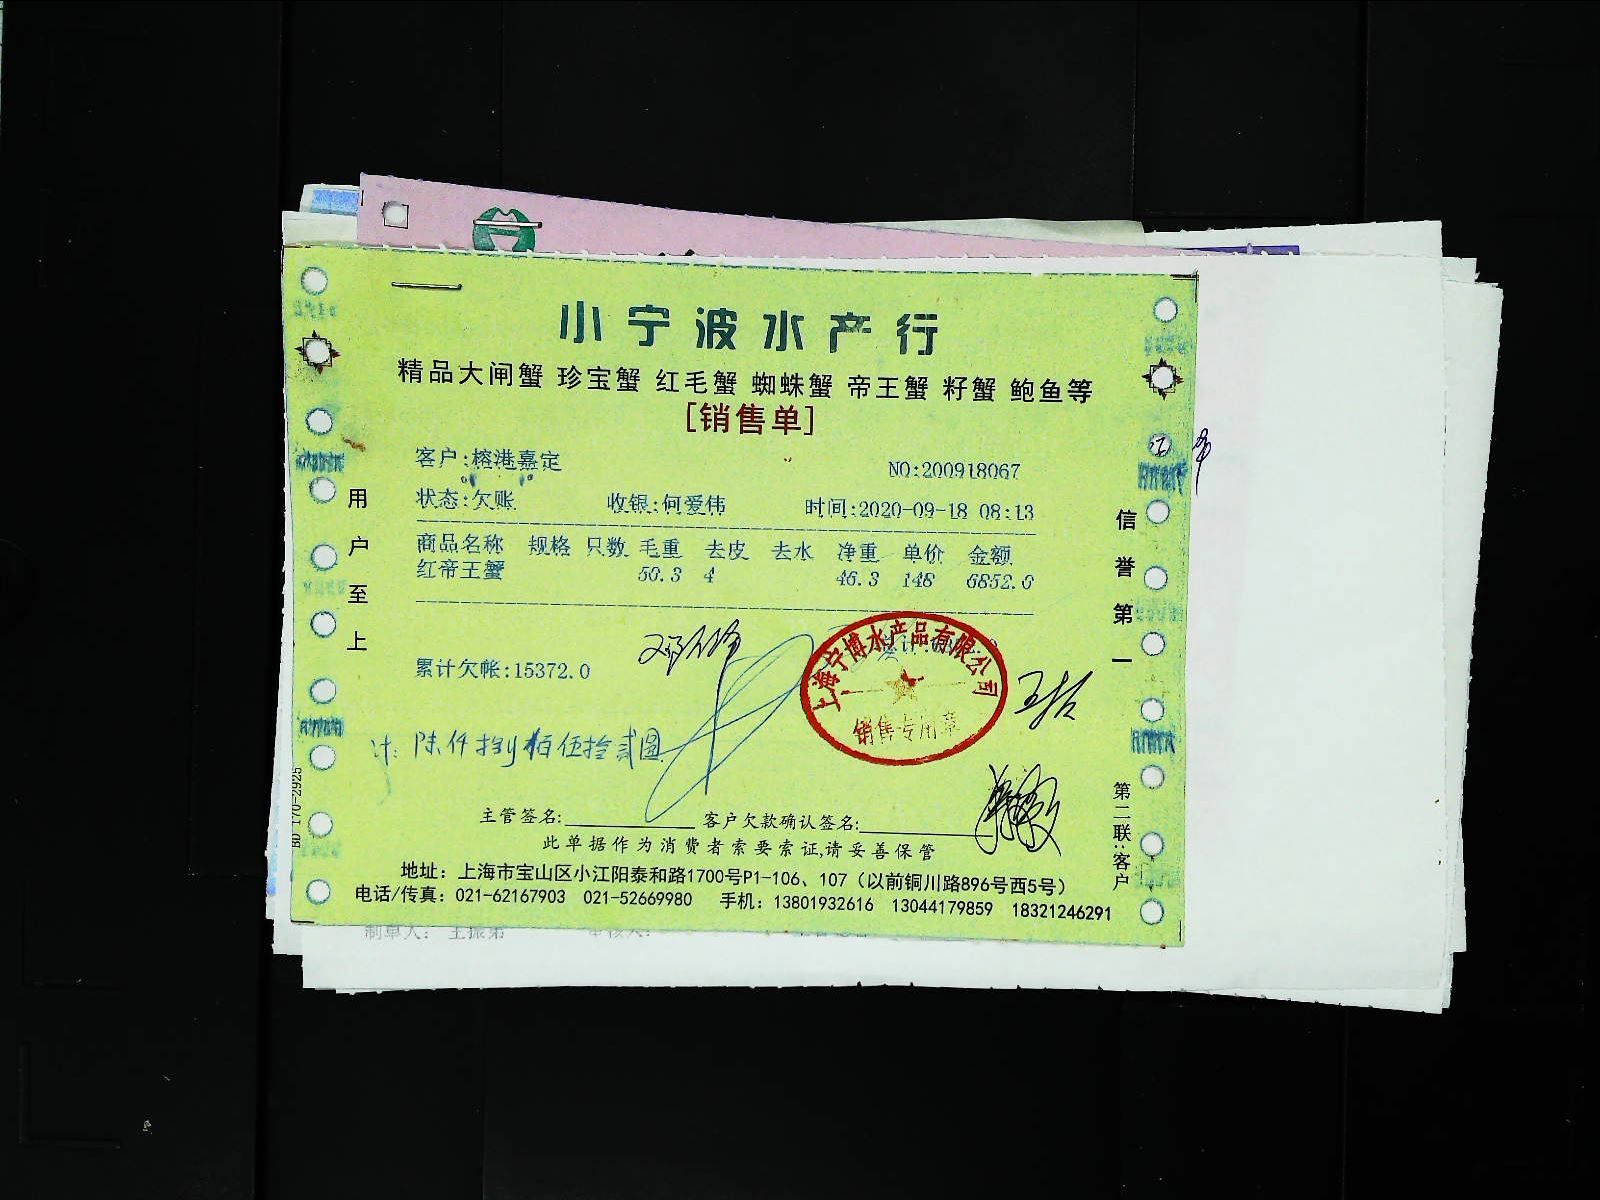 小宁波水产行
精品大闸蟹 珍宝蟹 红毛蟹 蜘蛛蟹 帝王蟹 籽蟹 鲍鱼等
[销售单]
客户:榕港嘉定 NO:200918067
状态:欠账 收银:何爱伟 时间:2020-09-18 08:13
商品名称 规格 只数 毛重 去皮 去水 净重 单价 金额
红帝王蟹 50.3 4 46.3 148 6852.0
累计欠帐:15372.0
上海宁博水产品有限公司
销售专用章
计: 陆仟捌佰伍拾贰圆
主管签名: 客户欠款确认签名:
此单据作为消费者索要索证,请妥善保管
地址：上海市宝山区小江阳泰和路1700号P1-106、107（以前铜川路896号西5号）
电话/传真：021-62167903 021-52669980 手机：13801932616 13044179859 18321246291
用户至上
信誉第一
第二联:客户
BD 170-2925
制单人：